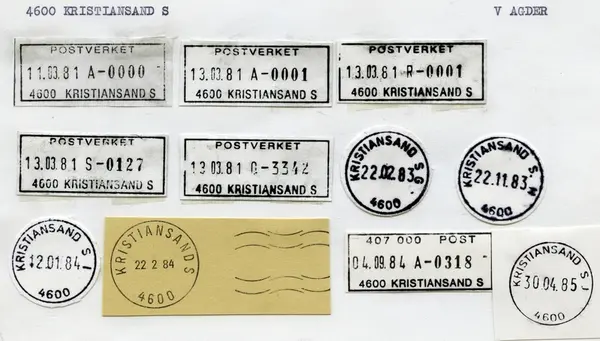 4600 KRISTIANSAND S
V AGDER
POSTVERKET
11.03.81 A-0000
4600 KRISTIANSAND S
POSTVERKET
13.03.81 A-0001
4600 KRISTIANSAND S
POSTVERKET
13.03.81 R-0001
4600 KRISTIANSAND S
POSTVERKET
13.03.81 S-0127
4600 KRISTIANSAND S
POSTVERKET
13.03.81
4600 KRISTIANSAND S
KRISTIANSAND S G
22.02.83
4600
KRISTIANSAND S N
22.11.83
4600
KRISTIANSAND S I
12.01.84
4600
KRISTIANSAND S
22 2 84
4600
407 000 POST
04.09.84 A-0318
4600 KRISTIANSAND S
KRISTIANSAND S
30 04.85
4600